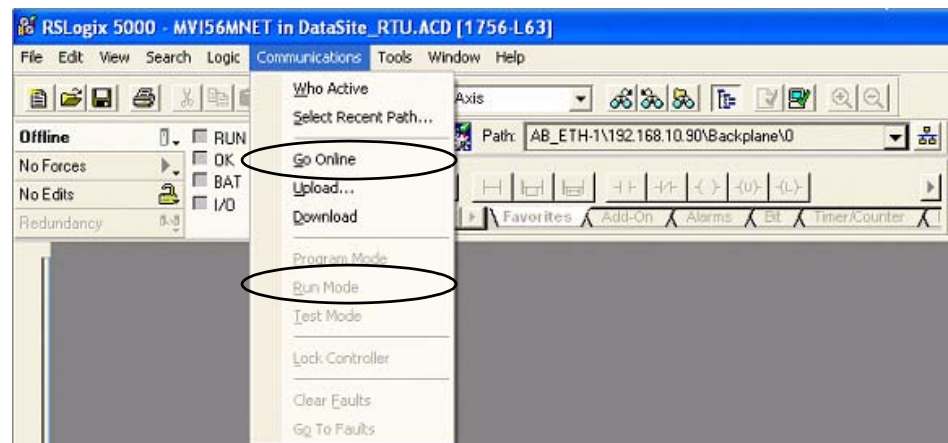 RSLogix 5000 - MVI56MNET in DataSite_RTU.ACD [1756-L63]
File Edit View Search Logic Communications Tools Window Help
Who Active
Axis
Select Recent Path...
Offline
RUN
Path: AB_ETH-1\192.168.10.90\Backplane\0
No Forces
OK
Go Online
No Edits
BAT
Upload...
Redundancy
I/O
Download
Favorites Add-On Alarms Bit Timer/Counter
Program Mode
Run Mode
Test Mode
Lock Controller
Clear Faults
Go To Faults